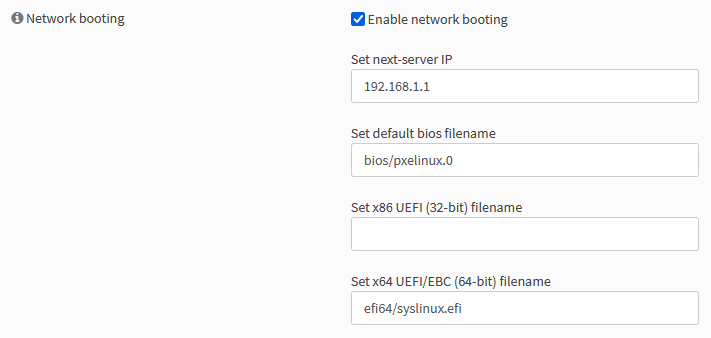 Network booting
Enable network booting
Set next-server IP
192.168.1.1
Set default bios filename
bios/pxelinux.0
Set x86 UEFI (32-bit) filename
Set x64 UEFI/EBC (64-bit) filename
efi64/syslinux.efi